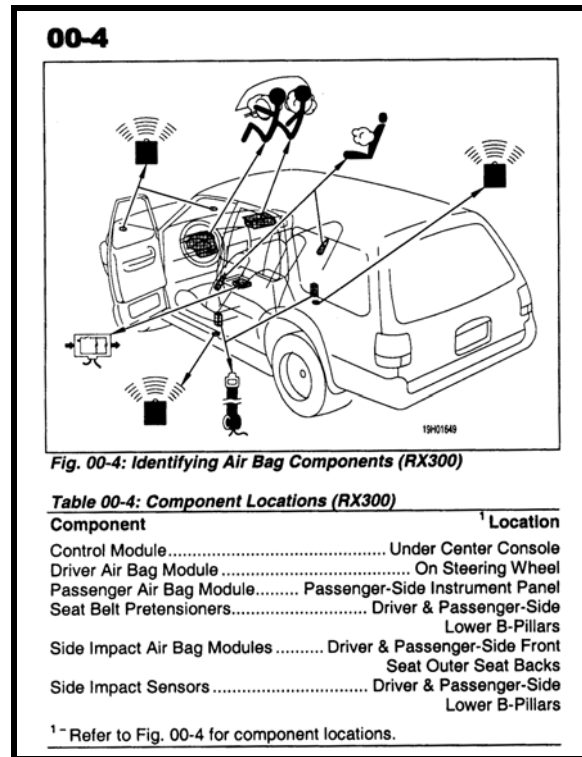 00-4
19H01649
Fig. 00-4: Identifying Air Bag Components (RX300)
Table 00-4: Component Locations (RX300)
Component 1 Location
Control Module........................................ Under Center Console
Driver Air Bag Module .............................. On Steering Wheel
Passenger Air Bag Module......... Passenger-Side Instrument Panel
Seat Belt Pretensioners.......................... Driver & Passenger-Side
Lower B-Pillars
Side Impact Air Bag Modules .......... Driver & Passenger-Side Front
Seat Outer Seat Backs
Side Impact Sensors ................................ Driver & Passenger-Side
Lower B-Pillars
1 - Refer to Fig. 00-4 for component locations.